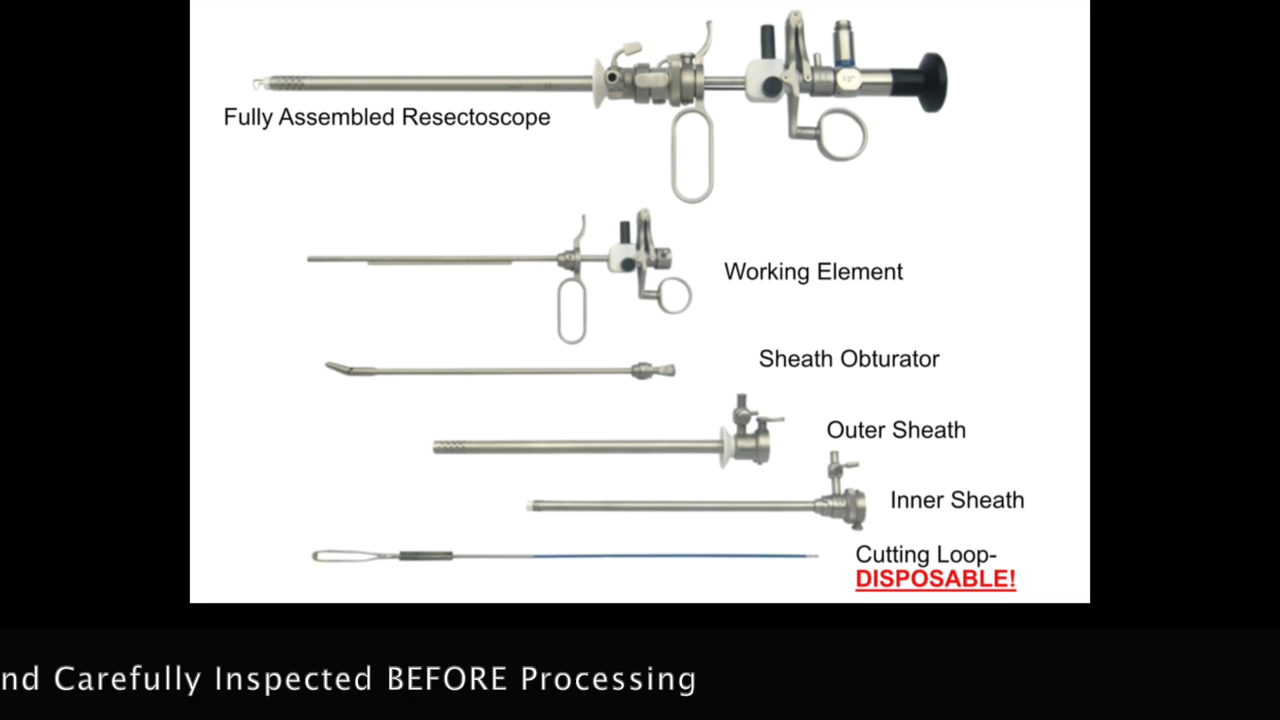 Fully Assembled Resectoscope
12°
Working Element
Sheath Obturator
Outer Sheath
Inner Sheath
Cutting Loop-
DISPOSABLE!
nd Carefully Inspected BEFORE Processing